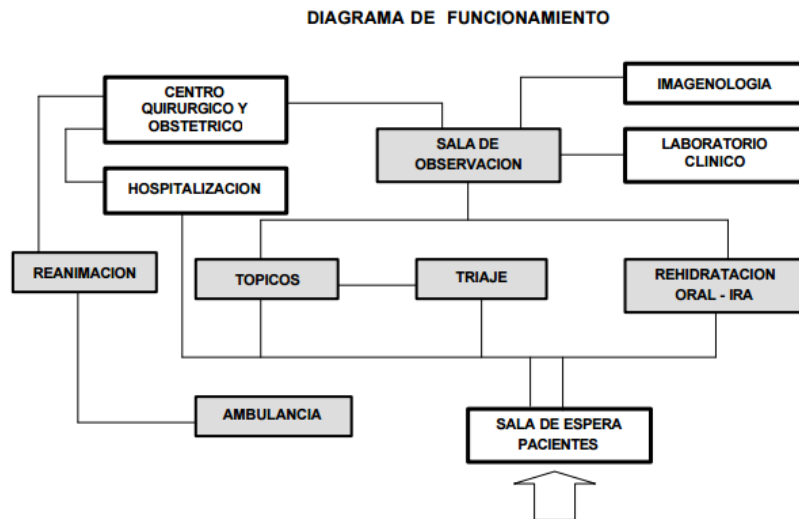 DIAGRAMA DE FUNCIONAMIENTO
CENTRO
QUIRURGICO Y
OBSTETRICO
IMAGENOLOGIA
SALA DE
OBSERVACION
LABORATORIO
CLINICO
HOSPITALIZACION
REANIMACION
TOPICOS
TRIAJE
REHIDRATACION
ORAL - IRA
AMBULANCIA
SALA DE ESPERA
PACIENTES